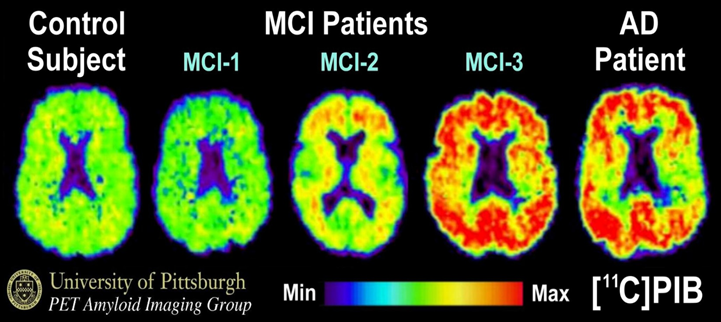 Control
Subject
MCI Patients
MCI-1
MCI-2
MCI-3
AD
Patient
University of Pittsburgh
PET Amyloid Imaging Group
Min
Max
[¹¹C]PIB